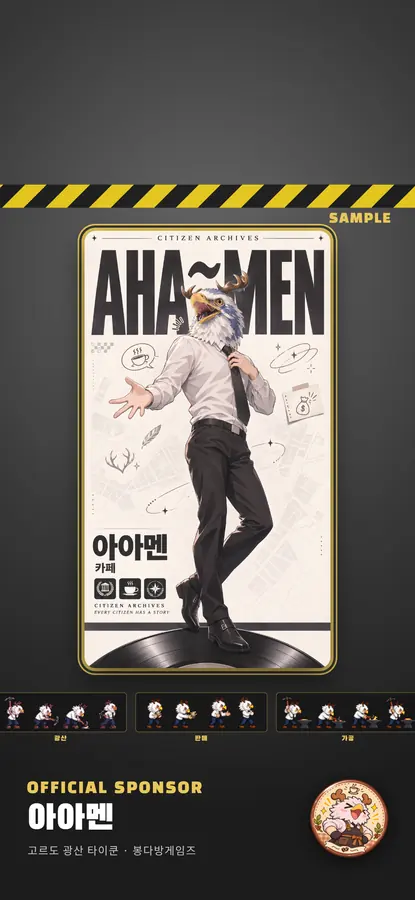 SAMPLE
CITIZEN ARCHIVES
AHA~MEN
아아멘
카페
CITIZEN ARCHIVES
EVERY CITIZEN HAS A STORY
광산
판매
가공
OFFICIAL SPONSOR
아아멘
고르도 광산 타이쿤 · 봉다방게임즈